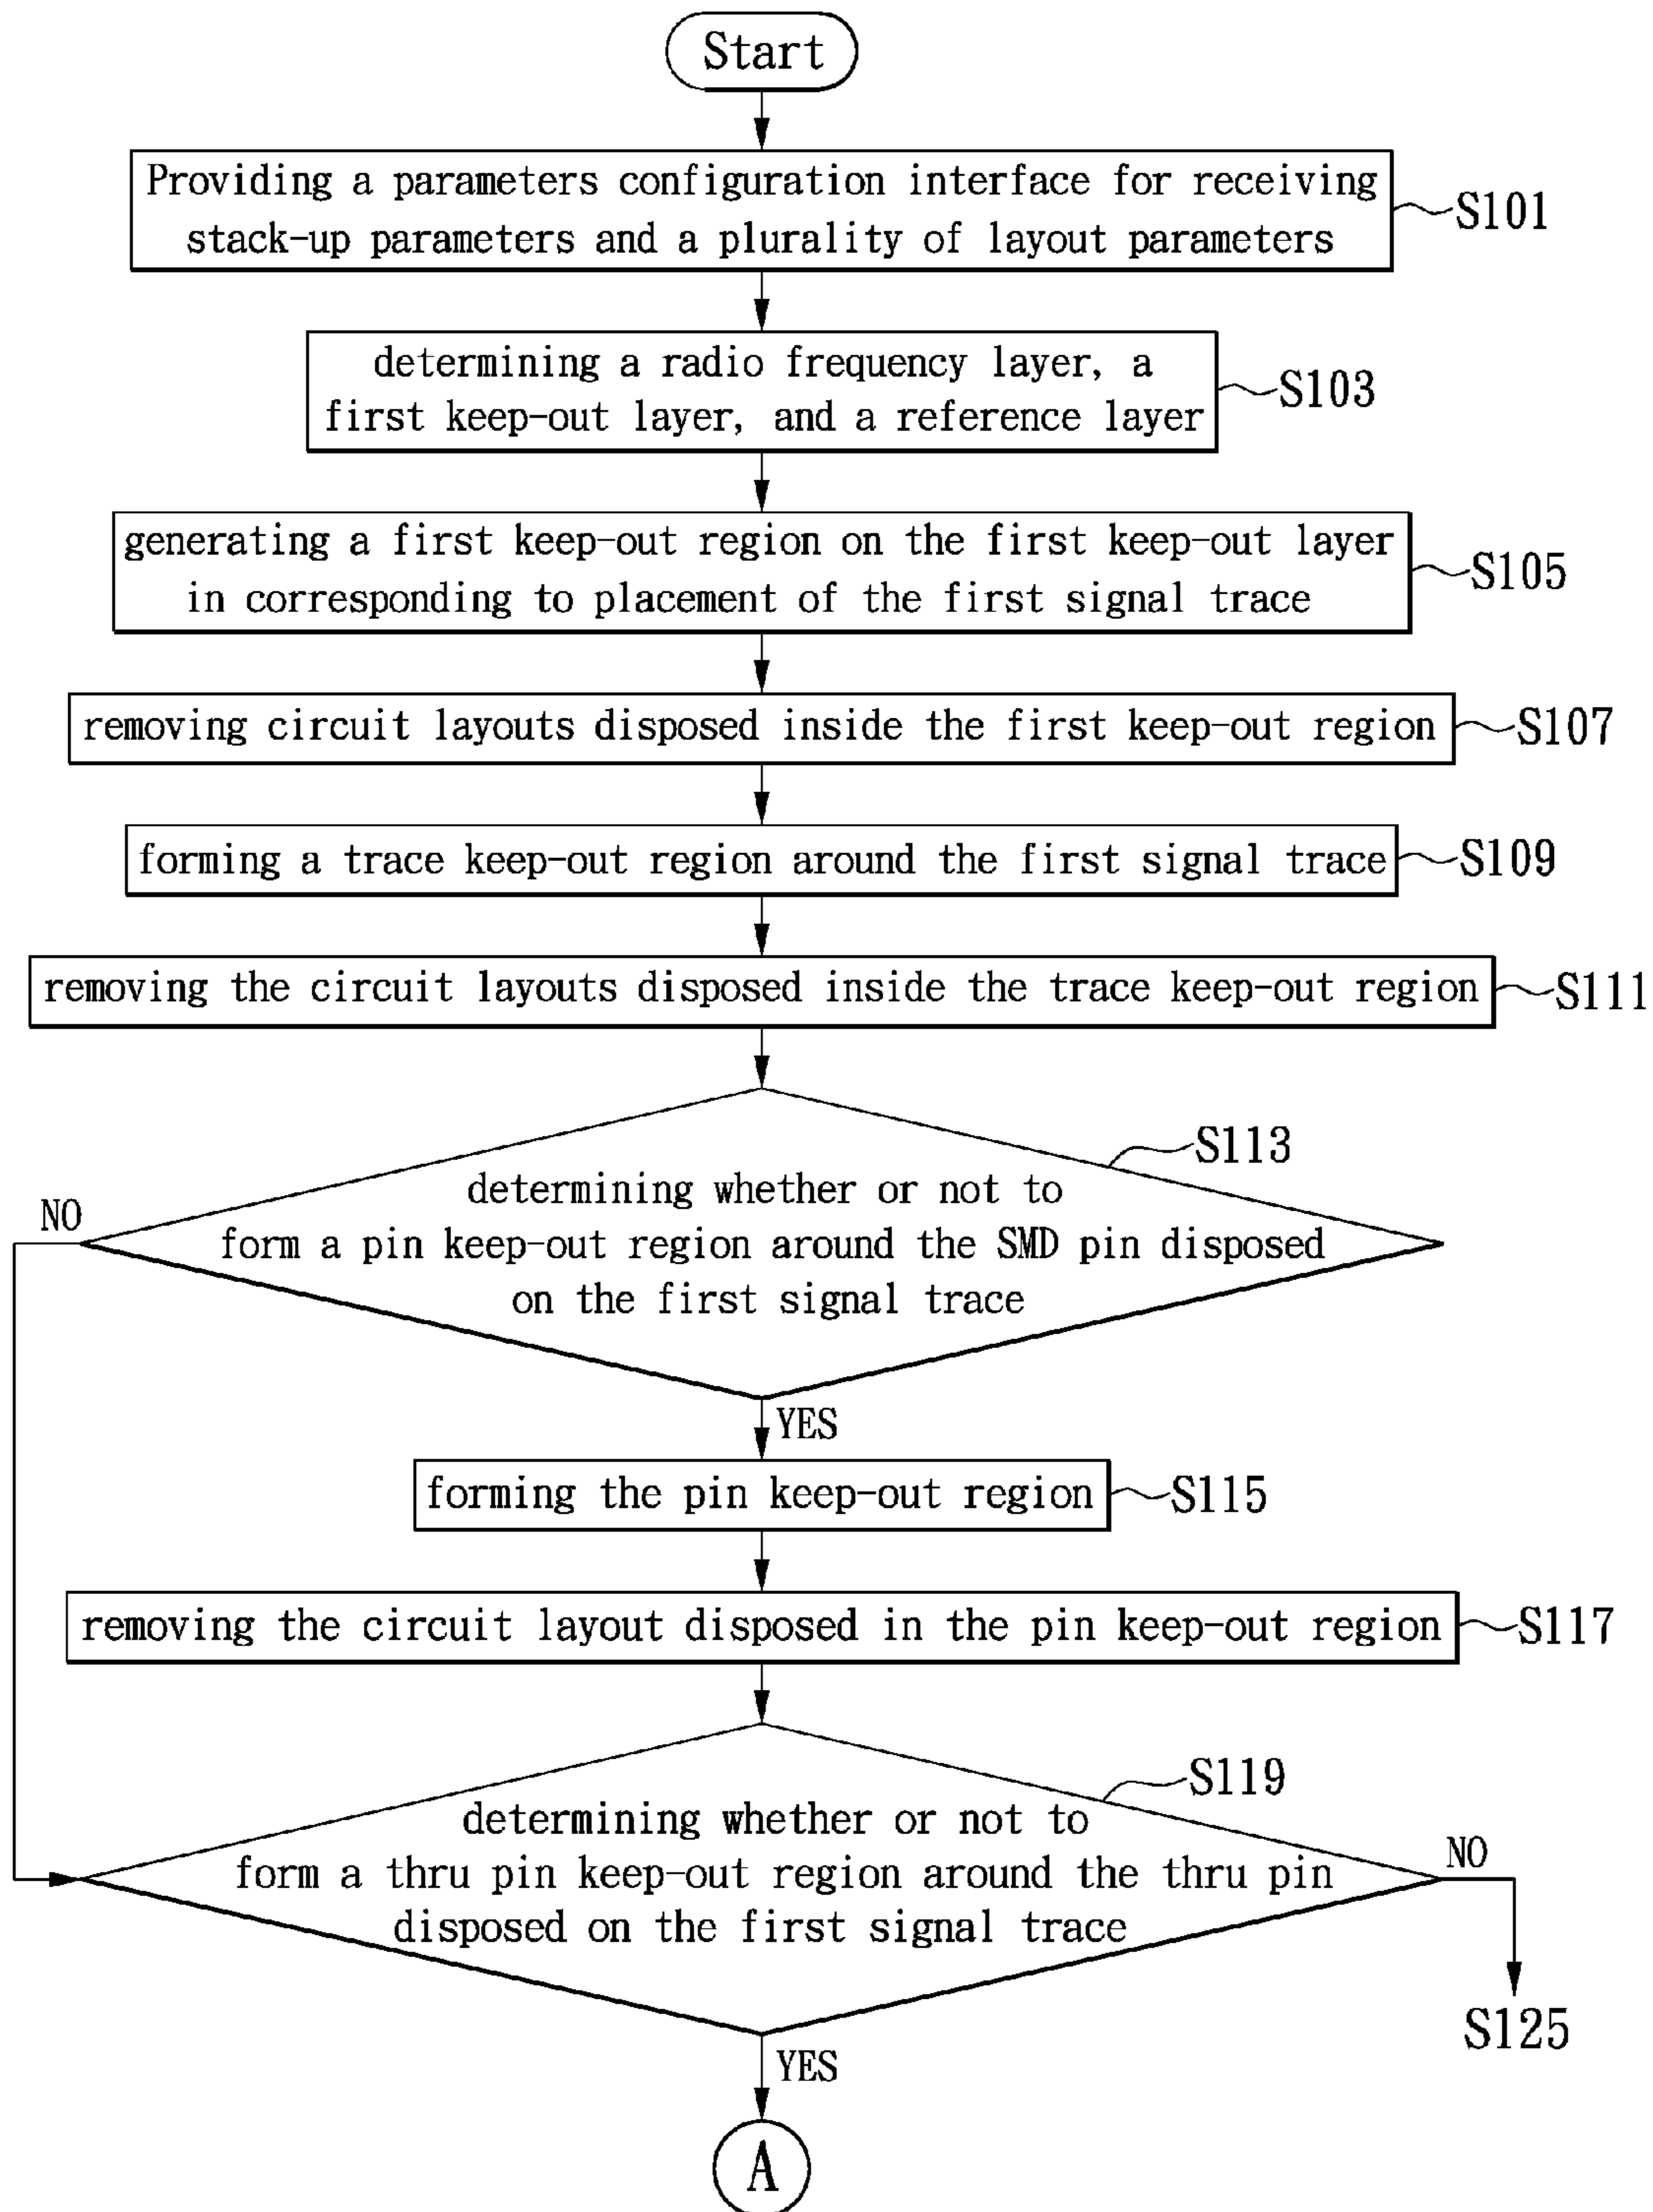 Start
Providing a parameters configuration interface for receiving
stack-up parameters and a plurality of layout parameters
S101
determining a radio frequency layer, a
first keep-out layer, and a reference layer
S103
generating a first keep-out region on the first keep-out layer
in corresponding to placement of the first signal trace
S105
removing circuit layouts disposed inside the first keep-out region
S107
forming a trace keep-out region around the first signal trace
S109
removing the circuit layouts disposed inside the trace keep-out region
S111
S113
determining whether or not to
form a pin keep-out region around the SMD pin disposed
on the first signal trace
NO
YES
forming the pin keep-out region
S115
removing the circuit layout disposed in the pin keep-out region
S117
S119
determining whether or not to
form a thru pin keep-out region around the thru pin
disposed on the first signal trace
NO
S125
YES
A